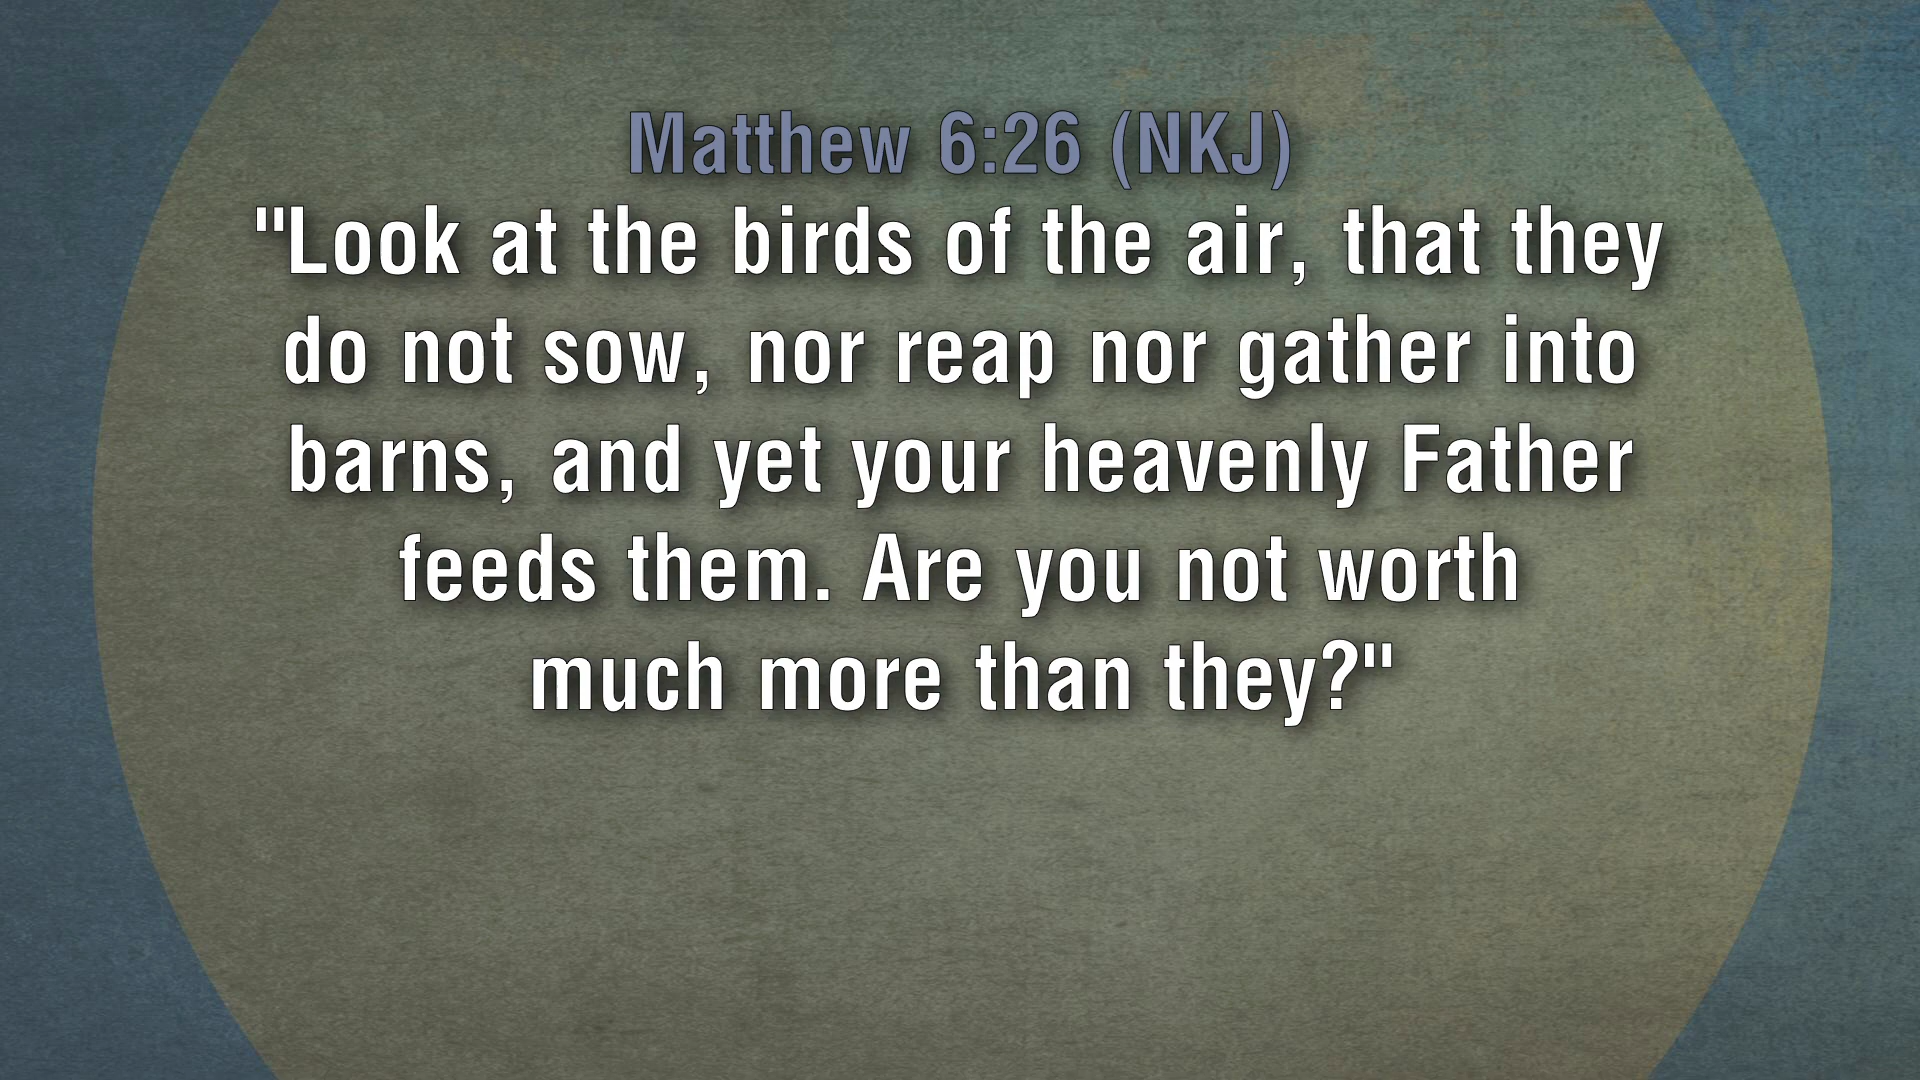 Matthew 6:26 (NKJ)
"Look at the birds of the air, that they
do not sow, nor reap nor gather into
barns, and yet your heavenly Father
feeds them. Are you not worth
much more than they?"